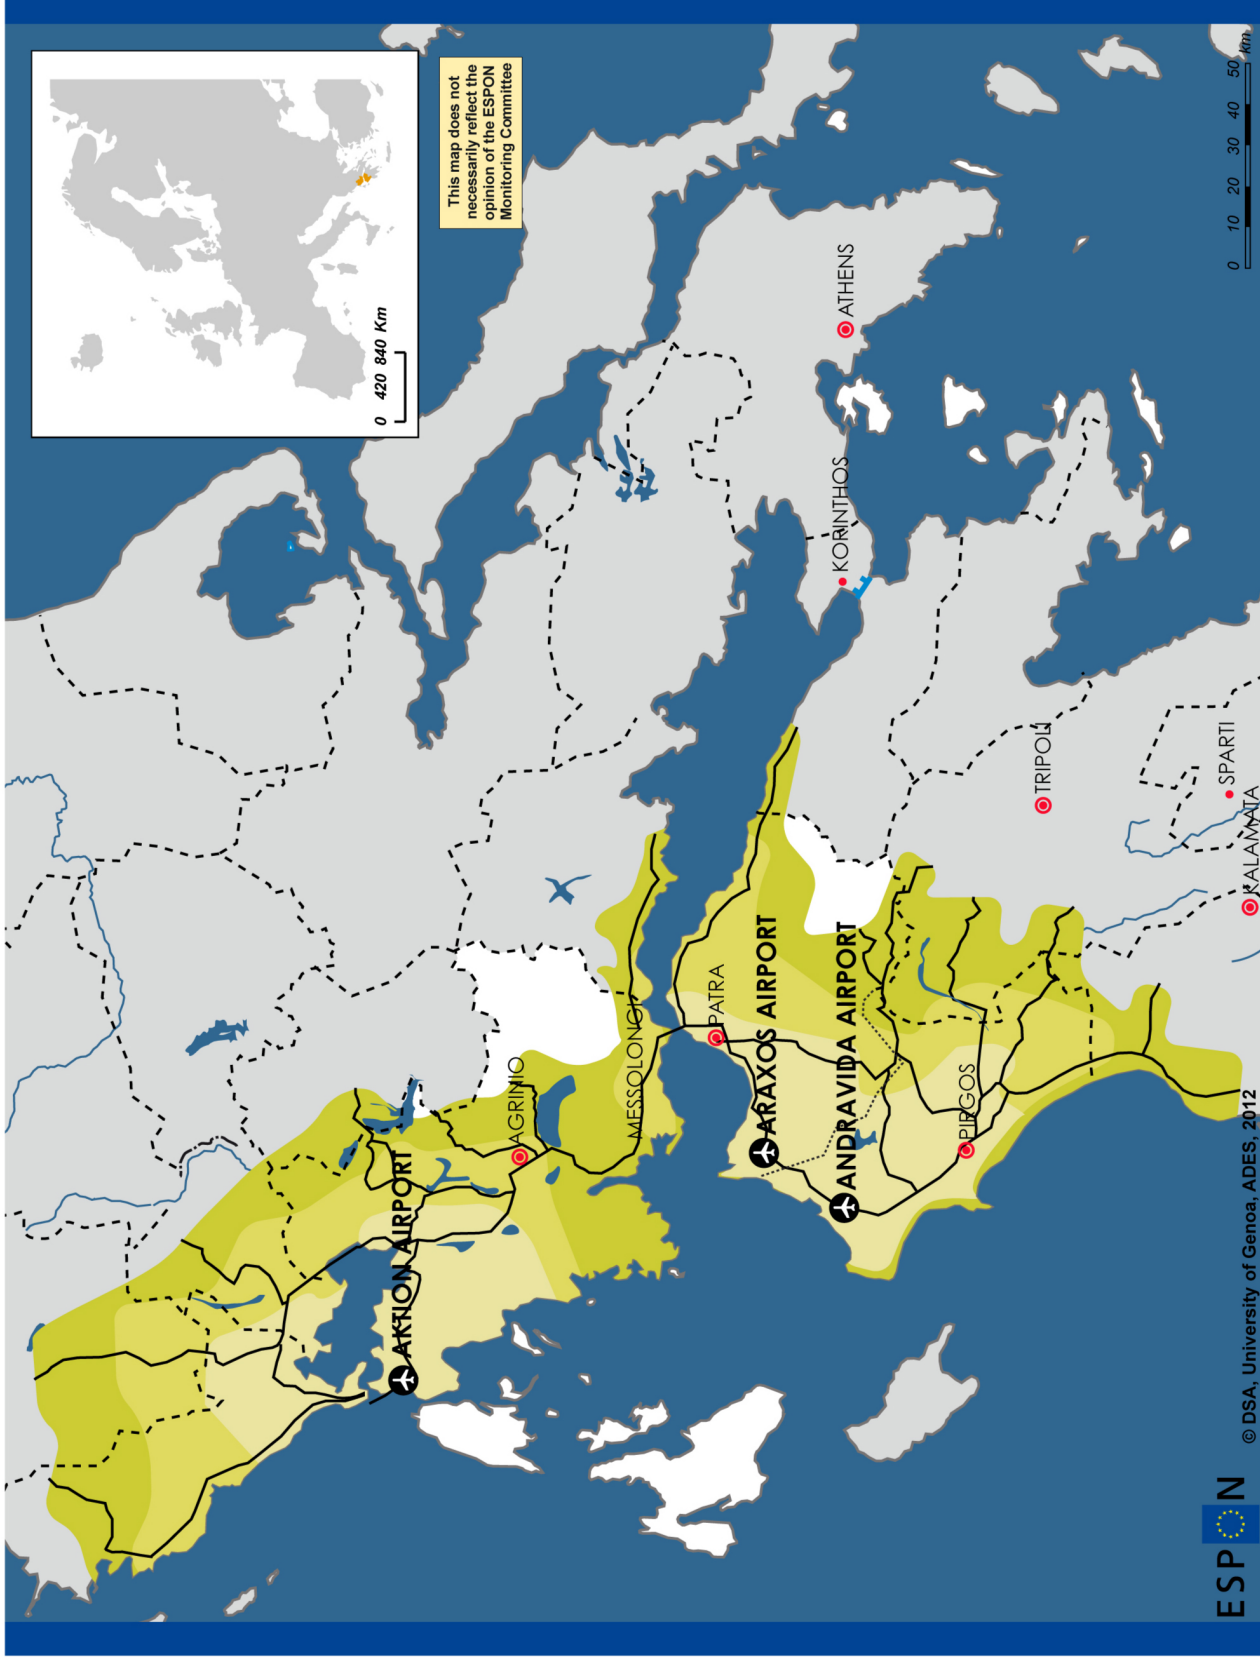 0 420 840 Km
This map does not
necessarily reflect the
opinion of the ESPON
Monitoring Committee
AKTION AIRPORT
AGRINIO
MESSOLONGI
PATRA
ARAXOS AIRPORT
ANDRAVIDA AIRPORT
PIRGOS
KORINTHOS
ATHENS
TRIPOLI
SPARTI
KALAMATA
ESPON
© DSA, University of Genoa, ADES, 2012
0 10 20 30 40 50 km